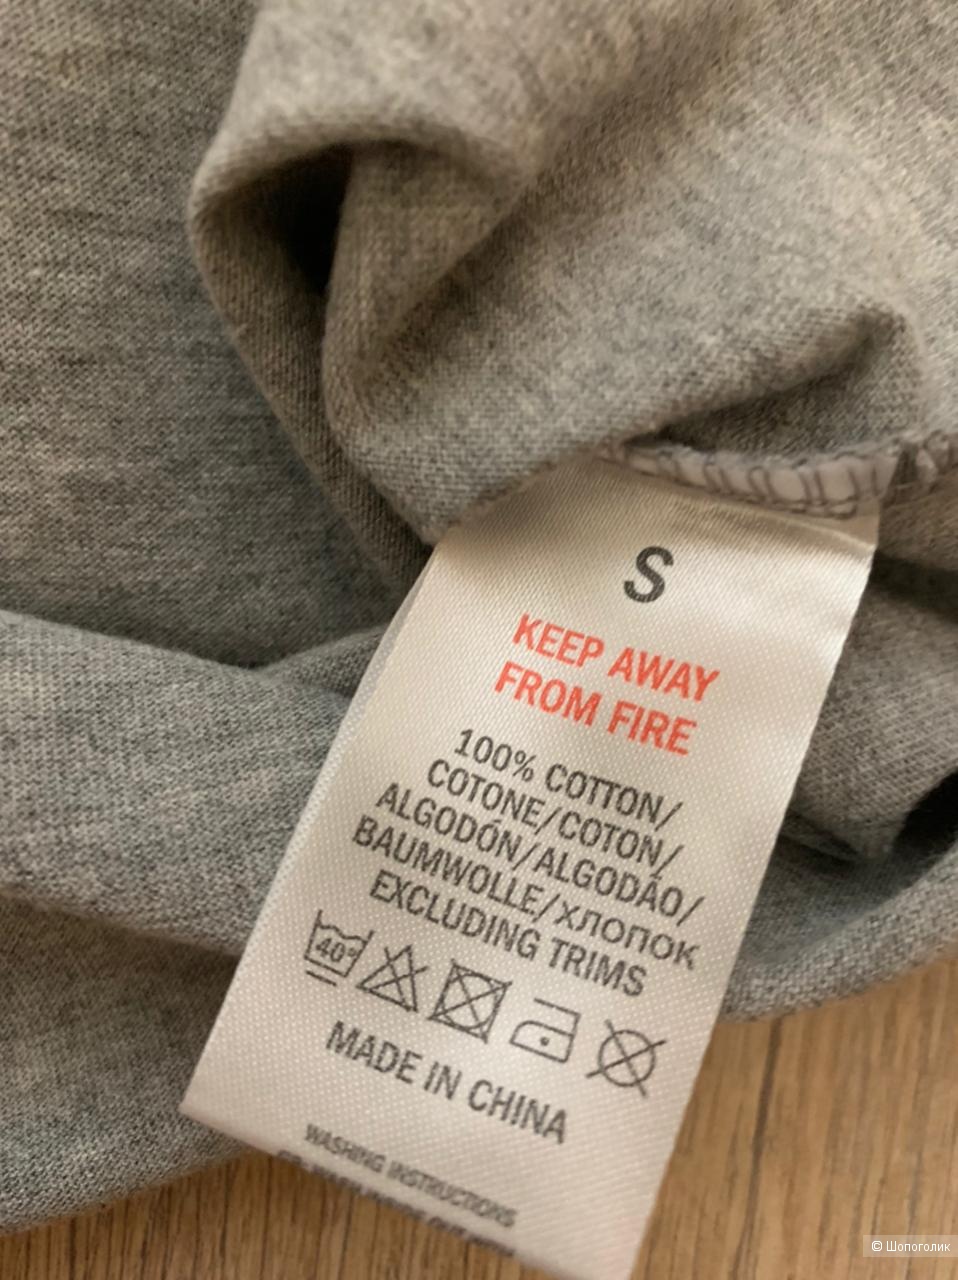 S
KEEP AWAY
FROM FIRE
100% COTTON/
COTONE/COTON/
ALGODÓN/ALGODÃO/
BAUMWOLLE/хлопок
EXCLUDING TRIMS
40°
MADE IN CHINA
WASHING INSTRUCTIONS
© Шопоголик